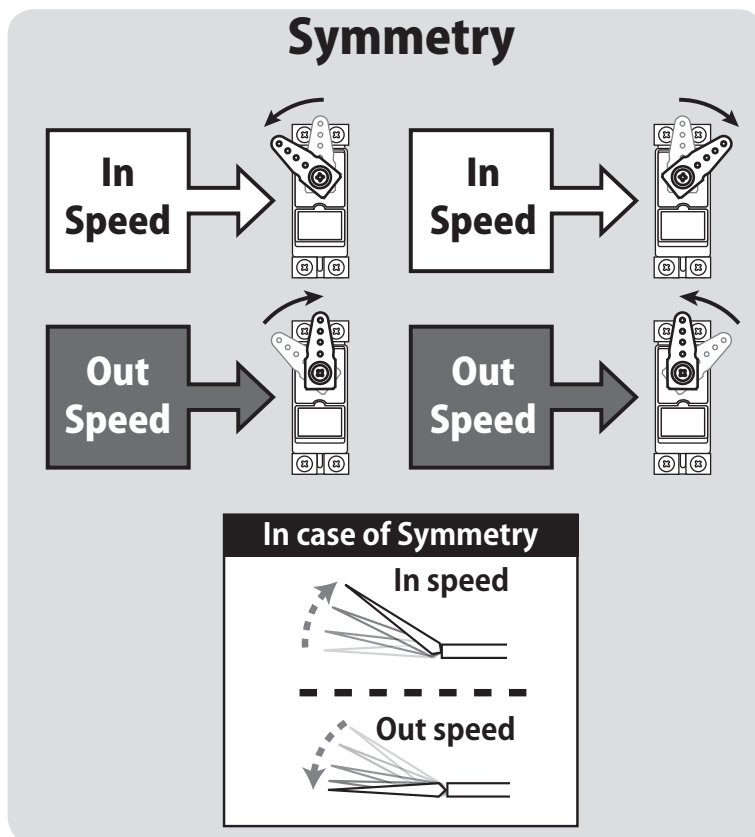 Symmetry
In
Speed
In
Speed
Out
Speed
Out
Speed
In case of Symmetry
In speed
Out speed